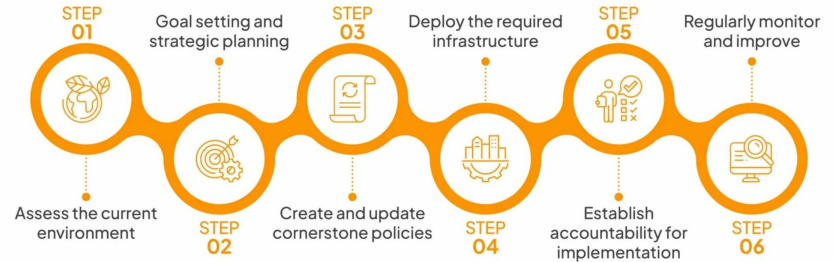 STEP
01
Assess the current
environment
Goal setting and
strategic planning
STEP
02
STEP
03
Create and update
cornerstone policies
Deploy the required
infrastructure
STEP
04
STEP
05
Establish
accountability for
implementation
Regularly monitor
and improve
STEP
06